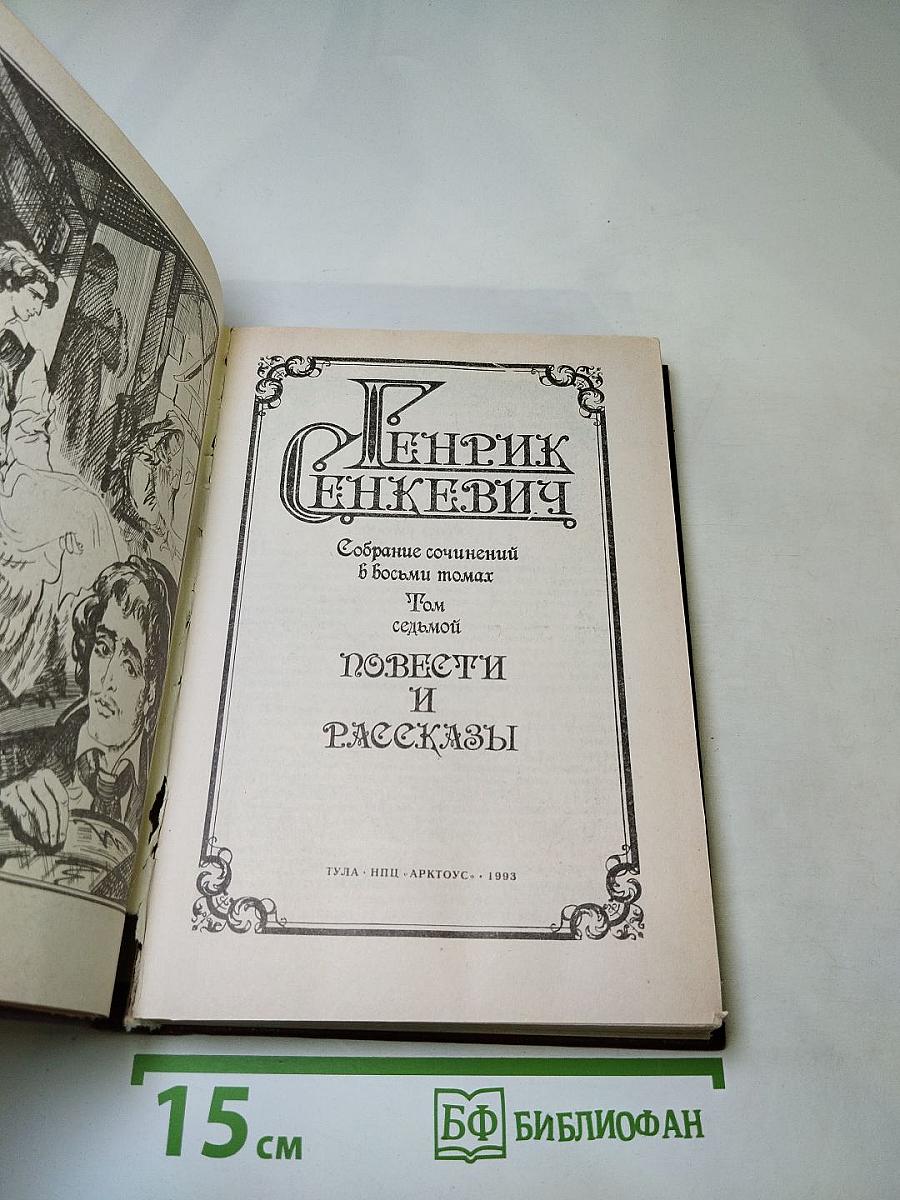 Генрик
Сенкевич
Собрание сочинений
в восьми томах
Том
седьмой
ПОВЕСТИ
И
РАССКАЗЫ
ТУЛА · НПЦ «АРКТОУС» · 1993
15 см
БФ БИБЛИОФАН